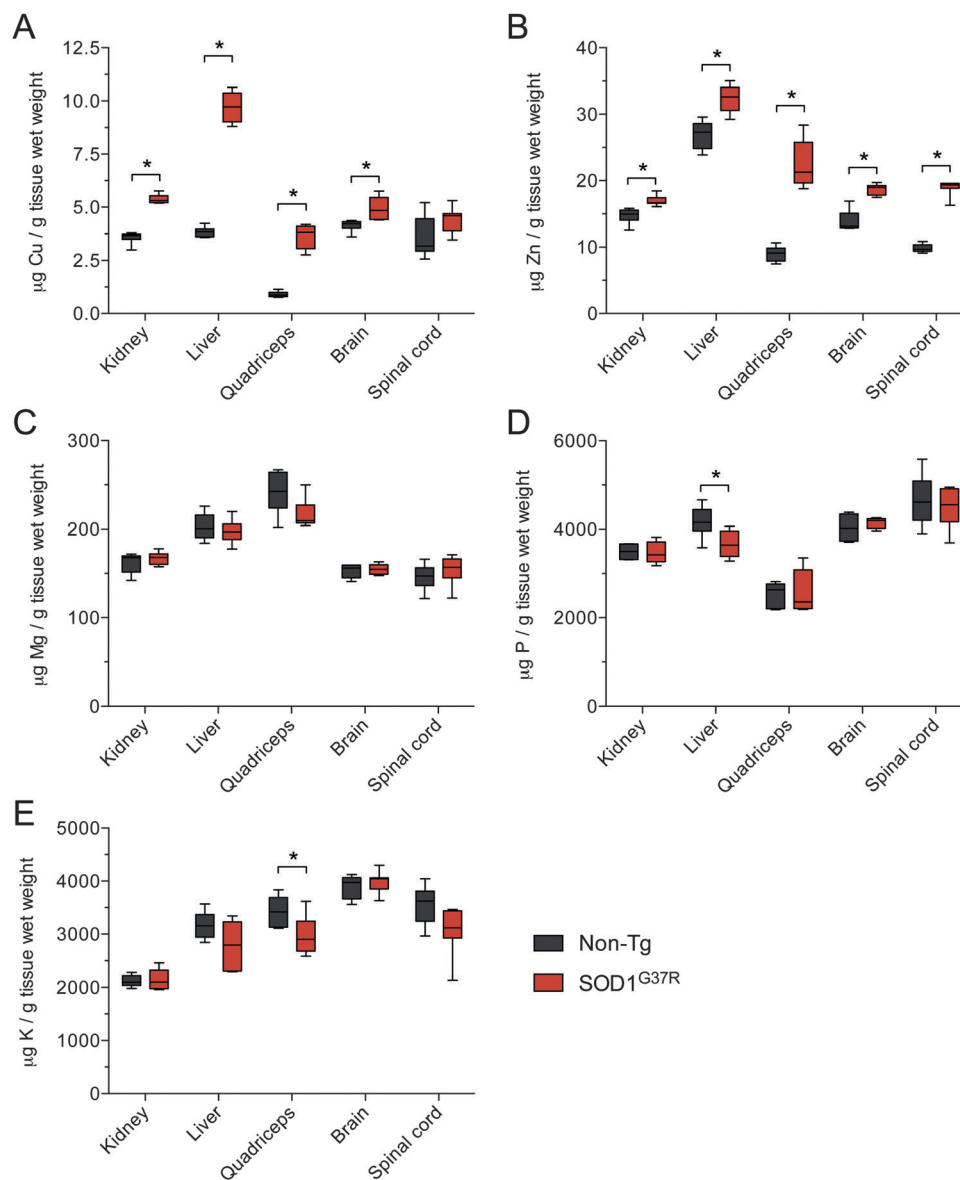 A
μg Cu / g tissue wet weight
12.5
10.0
7.5
5.0
2.5
0.0
*
*
*
*
Kidney
Liver
Quadriceps
Brain
Spinal cord
B
μg Zn / g tissue wet weight
40
30
20
10
0
*
*
*
*
*
Kidney
Liver
Quadriceps
Brain
Spinal cord
C
μg Mg / g tissue wet weight
300
200
100
0
Kidney
Liver
Quadriceps
Brain
Spinal cord
D
μg P / g tissue wet weight
6000
4000
2000
0
*
Kidney
Liver
Quadriceps
Brain
Spinal cord
E
μg K / g tissue wet weight
5000
4000
3000
2000
1000
0
*
Kidney
Liver
Quadriceps
Brain
Spinal cord
Non-Tg
SOD1G37R